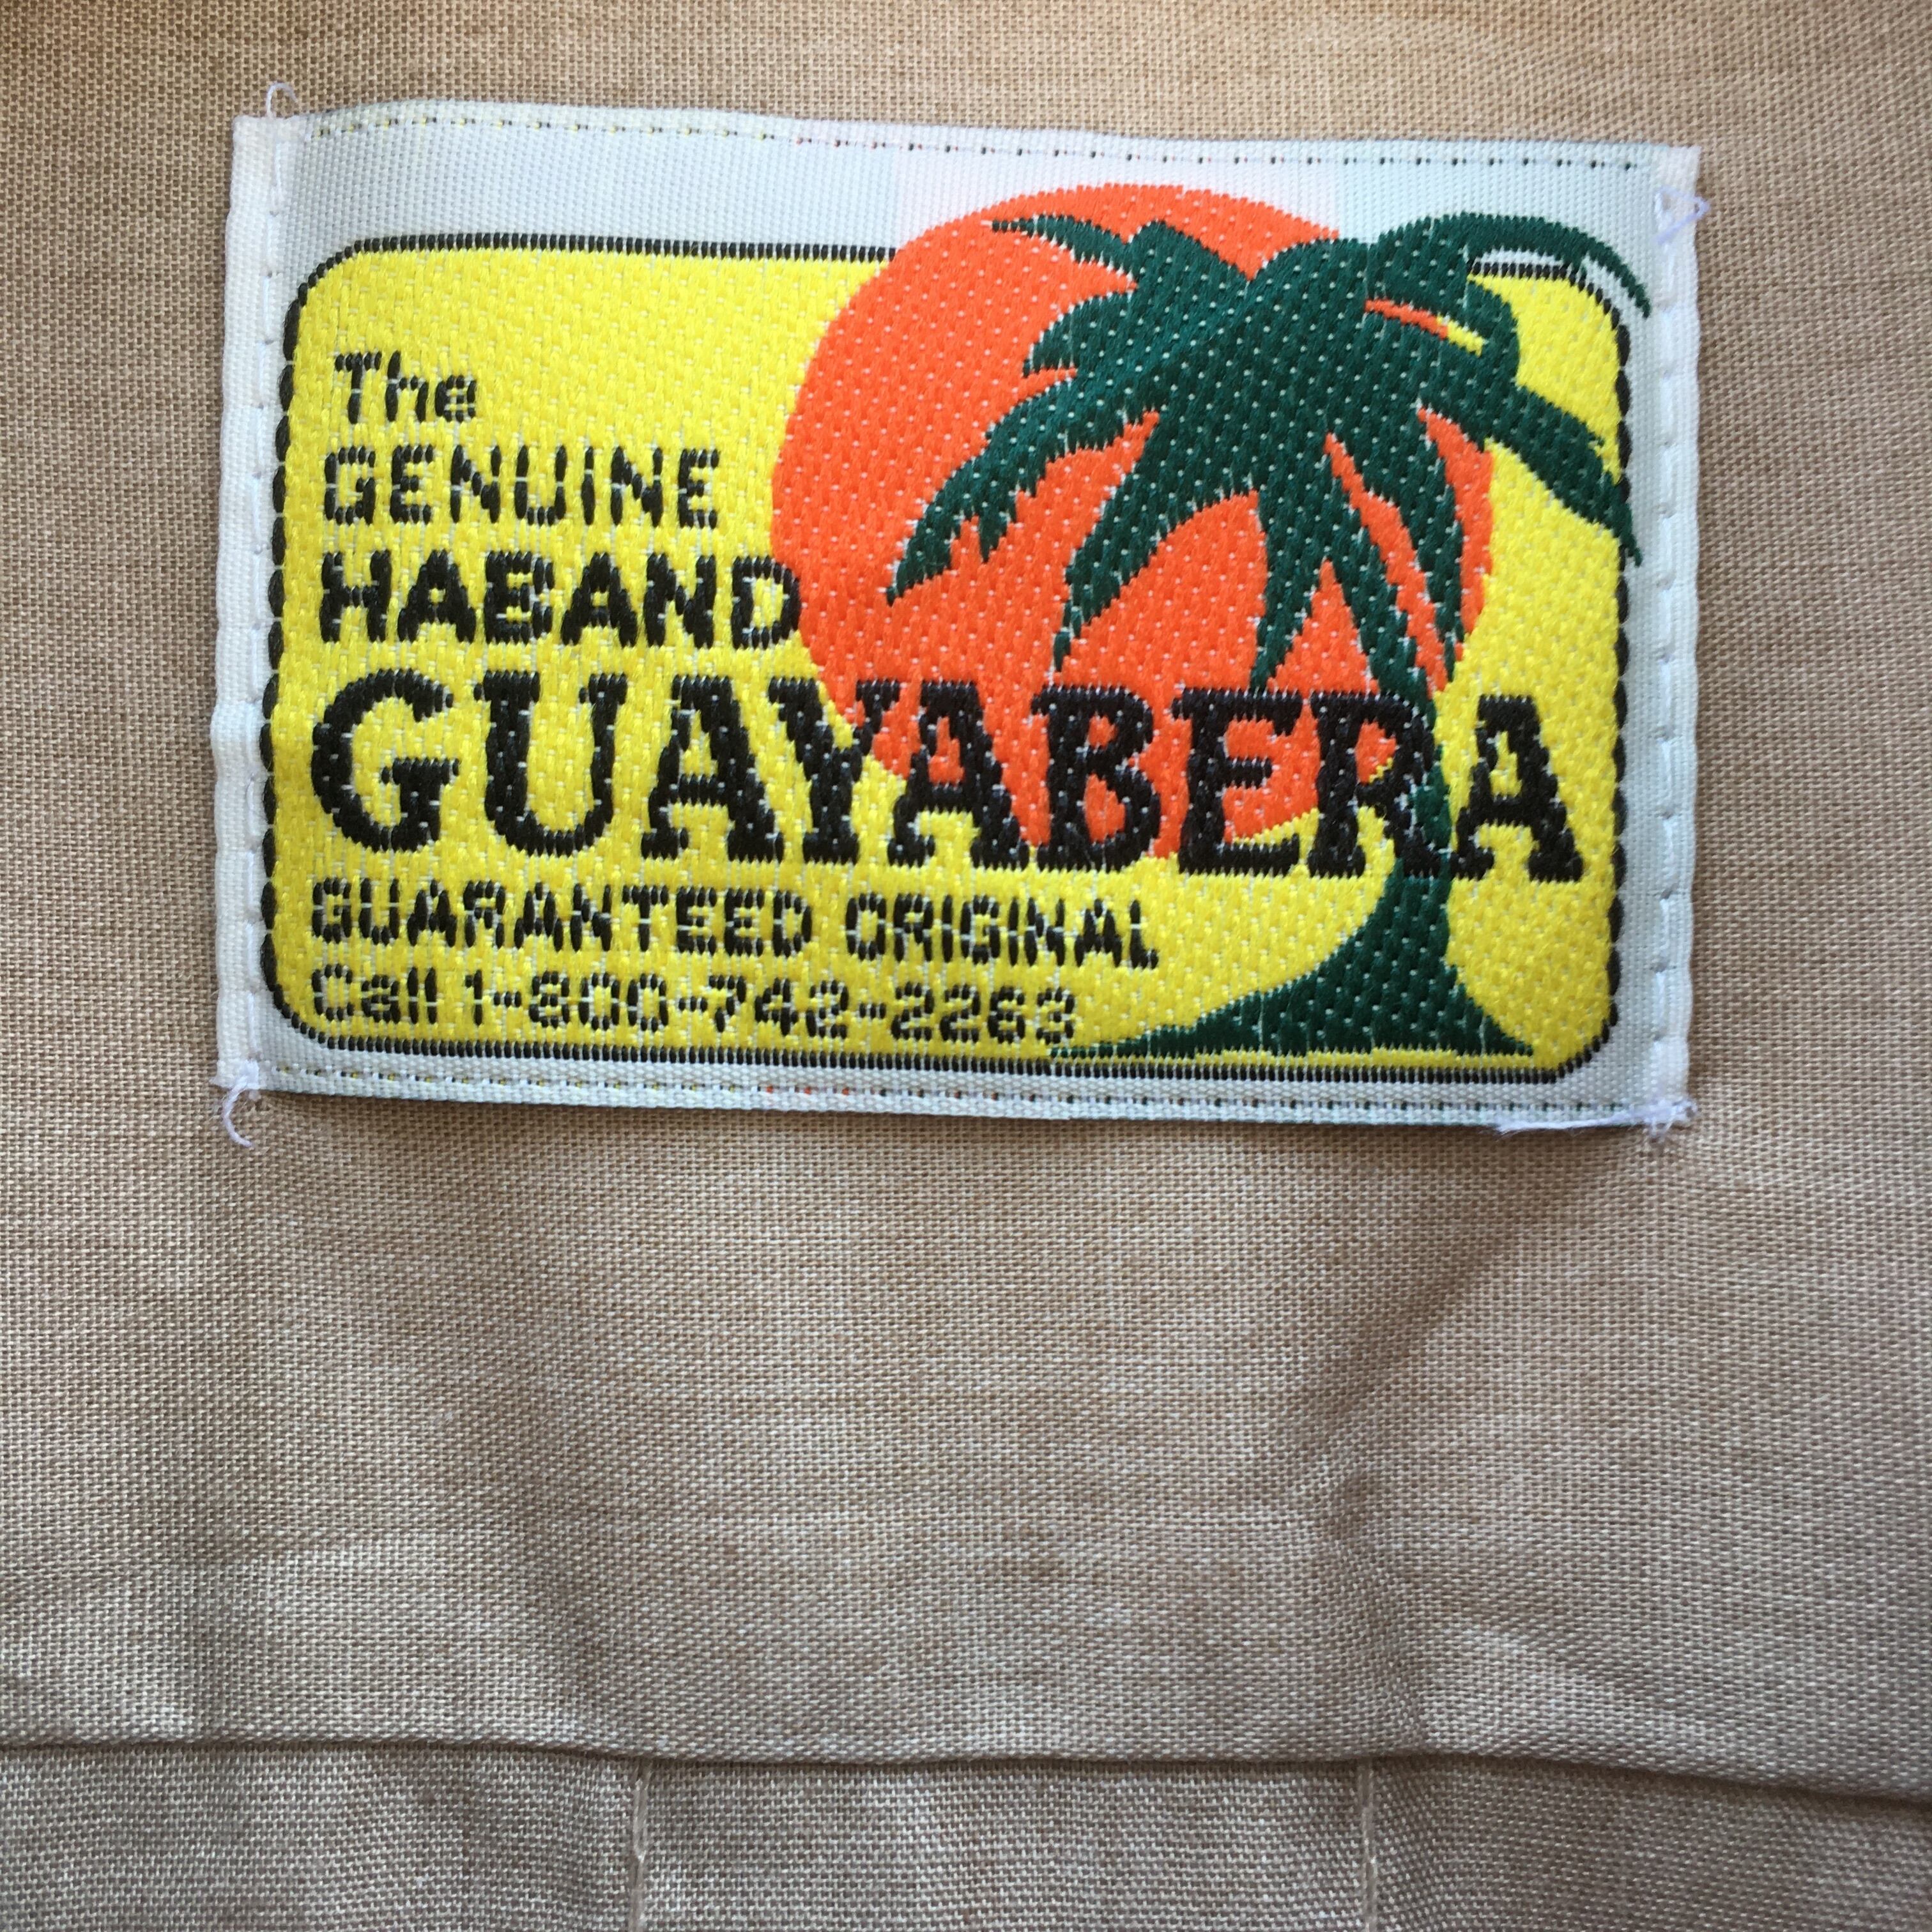 The
GENUINE
HABAND
GUAYABERA
GUARANTEED ORIGINAL
Call 1-800-742-2263